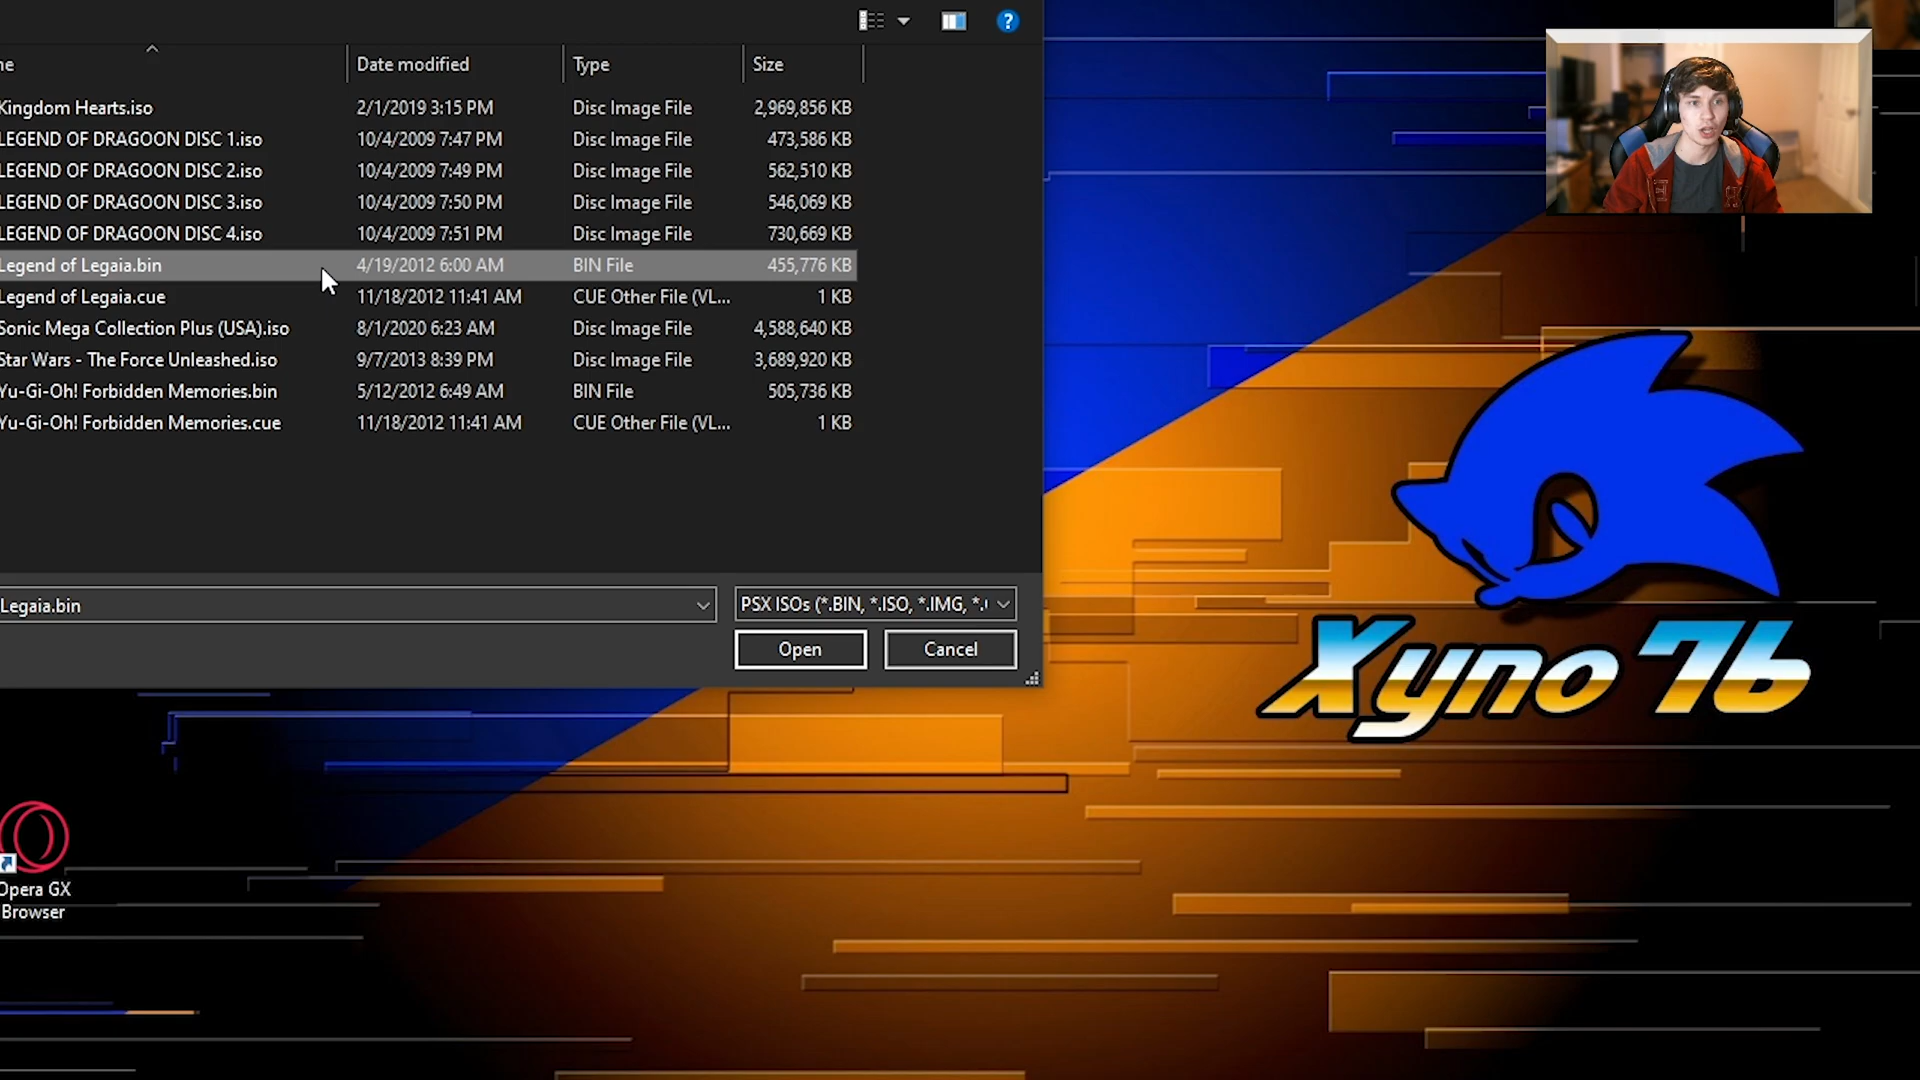 ?
ne Date modified Type Size
Kingdom Hearts.iso 2/1/2019 3:15 PM Disc Image File 2,969,856 KB
LEGEND OF DRAGOON DISC 1.iso 10/4/2009 7:47 PM Disc Image File 473,586 KB
LEGEND OF DRAGOON DISC 2.iso 10/4/2009 7:49 PM Disc Image File 562,510 KB
LEGEND OF DRAGOON DISC 3.iso 10/4/2009 7:50 PM Disc Image File 546,069 KB
LEGEND OF DRAGOON DISC 4.iso 10/4/2009 7:51 PM Disc Image File 730,669 KB
Legend of Legaia.bin 4/19/2012 6:00 AM BIN File 455,776 KB
Legend of Legaia.cue 11/18/2012 11:41 AM CUE Other File (VL... 1 KB
Sonic Mega Collection Plus (USA).iso 8/1/2020 6:23 AM Disc Image File 4,588,640 KB
Star Wars - The Force Unleashed.iso 9/7/2013 8:39 PM Disc Image File 3,689,920 KB
Yu-Gi-Oh! Forbidden Memories.bin 5/12/2012 6:49 AM BIN File 505,736 KB
Yu-Gi-Oh! Forbidden Memories.cue 11/18/2012 11:41 AM CUE Other File (VL... 1 KB
Legaia.bin PSX ISOs (*.BIN, *.ISO, *.IMG, *.
Open Cancel
Xyno 76
Opera GX
Browser